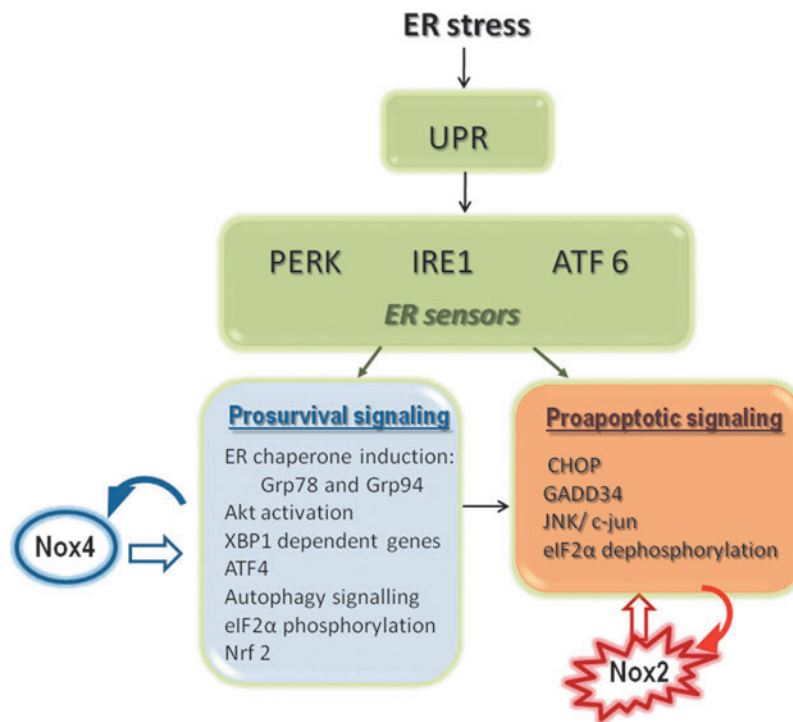 ER stress
UPR
PERK IRE1 ATF 6
ER sensors
Prosurvival signaling
ER chaperone induction:
Grp78 and Grp94
Akt activation
XBP1 dependent genes
ATF4
Autophagy signalling
eIF2α phosphorylation
Nrf 2
Proapoptotic signaling
CHOP
GADD34
JNK/ c-jun
eIF2α dephosphorylation
Nox4
Nox2